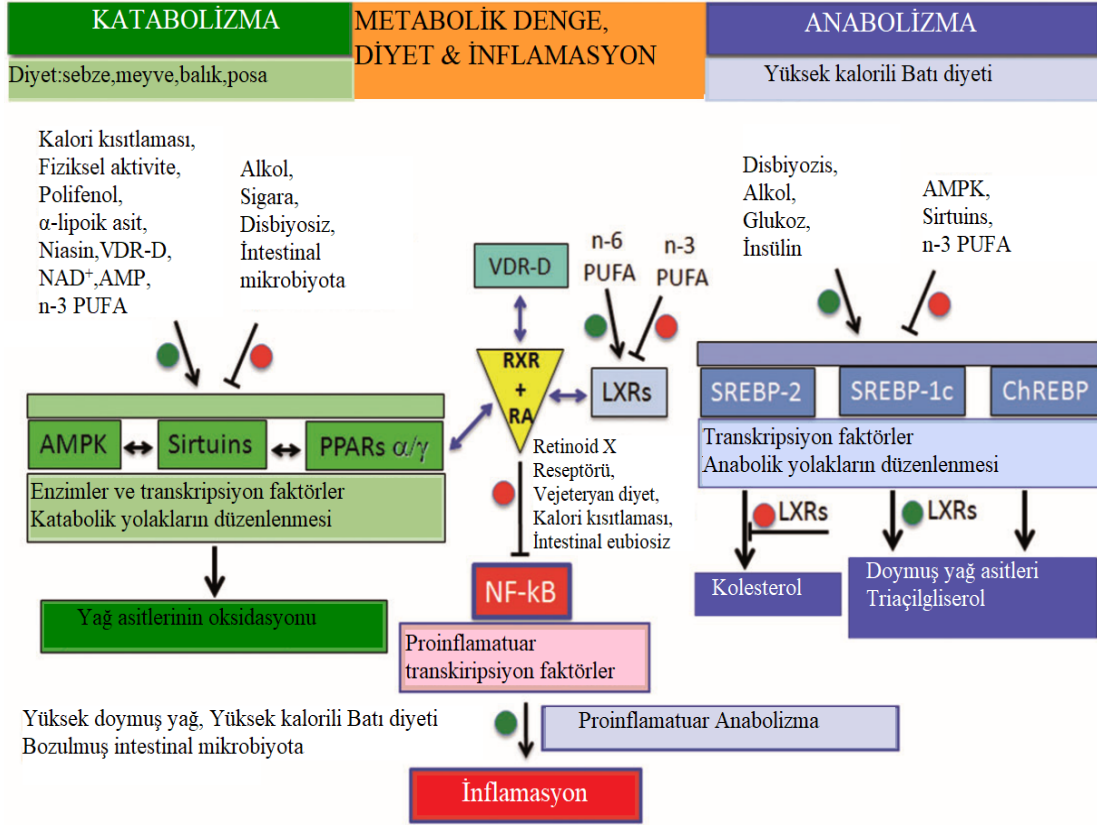 KATABOLİZMA
Diyet:sebze,meyve,balık,posa
METABOLİK DENGE,
DİYET & İNFLAMASYON
ANABOLİZMA
Yüksek kalorili Batı diyeti
Kalori kısıtlaması,
Fiziksel aktivite,
Polifenol,
α-lipoik asit,
Niasin,VDR-D,
NAD⁺,AMP,
n-3 PUFA
Alkol,
Sigara,
Disbiyosiz,
İntestinal
mikrobiyota
VDR-D
n-6
PUFA
n-3
PUFA
Disbiyozis,
Alkol,
Glukoz,
İnsülin
AMPK,
Sirtuins,
n-3 PUFA
RXR
+
RA
LXRs
AMPK
Sirtuins
PPARs α/γ
Enzimler ve transkripsiyon faktörler
Katabolik yolakların düzenlenmesi
Yağ asitlerinin oksidasyonu
Retinoid X
Reseptörü,
Vejeteryan diyet,
Kalori kısıtlaması,
İntestinal eubiosiz
SREBP-2
SREBP-1c
ChREBP
Transkripsiyon faktörler
Anabolik yolakların düzenlenmesi
LXRs
LXRs
Kolesterol
Doymuş yağ asitleri
Triaçilgliserol
NF-kB
Proinflamatuar
transkiripsiyon faktörler
Yüksek doymuş yağ, Yüksek kalorili Batı diyeti
Bozulmuş intestinal mikrobiyota
Proinflamatuar Anabolizma
İnflamasyon